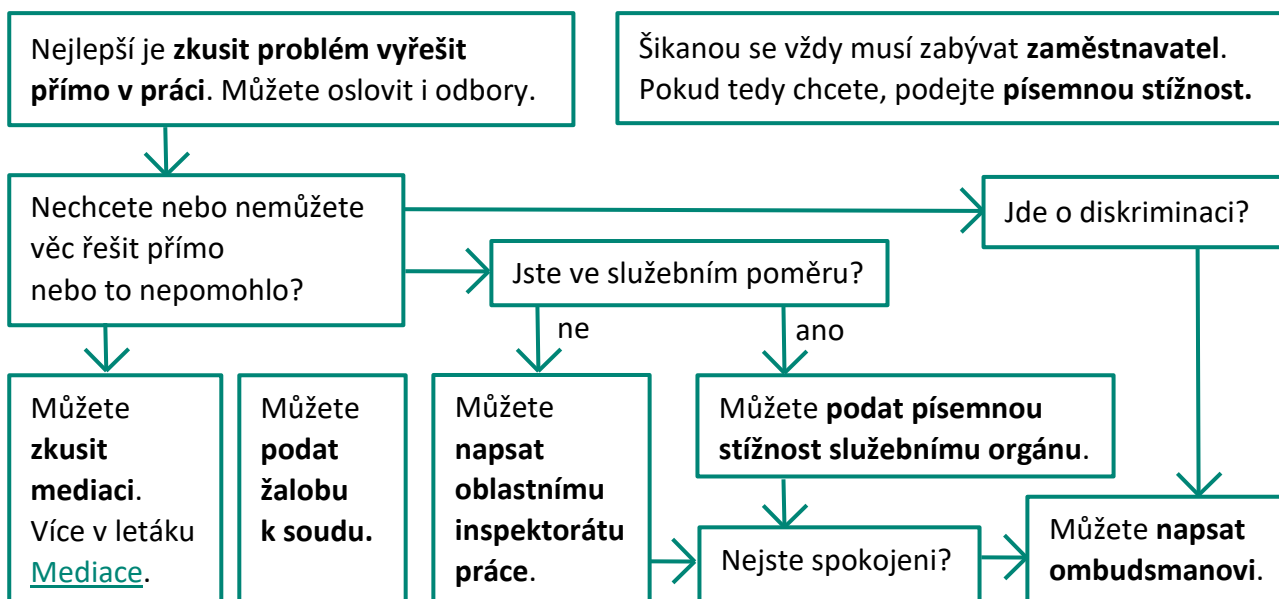 Nejlepší je zkusit problém vyřešit
přímo v práci. Můžete oslovit i odbory.
Šikanou se vždy musí zabývat zaměstnavatel.
Pokud tedy chcete, podejte písemnou stížnost.
Nechcete nebo nemůžete
věc řešit přímo
nebo to nepomohlo?
Jde o diskriminaci?
Jste ve služebním poměru?
ne
ano
Můžete
zkusit
mediaci.
Více v letáku
Mediace.
Můžete
podat
žalobu
k soudu.
Můžete
napsat
oblastnímu
inspektorátu
práce.
Můžete podat písemnou
stížnost služebnímu orgánu.
Nejste spokojeni?
Můžete napsat
ombudsmanovi.